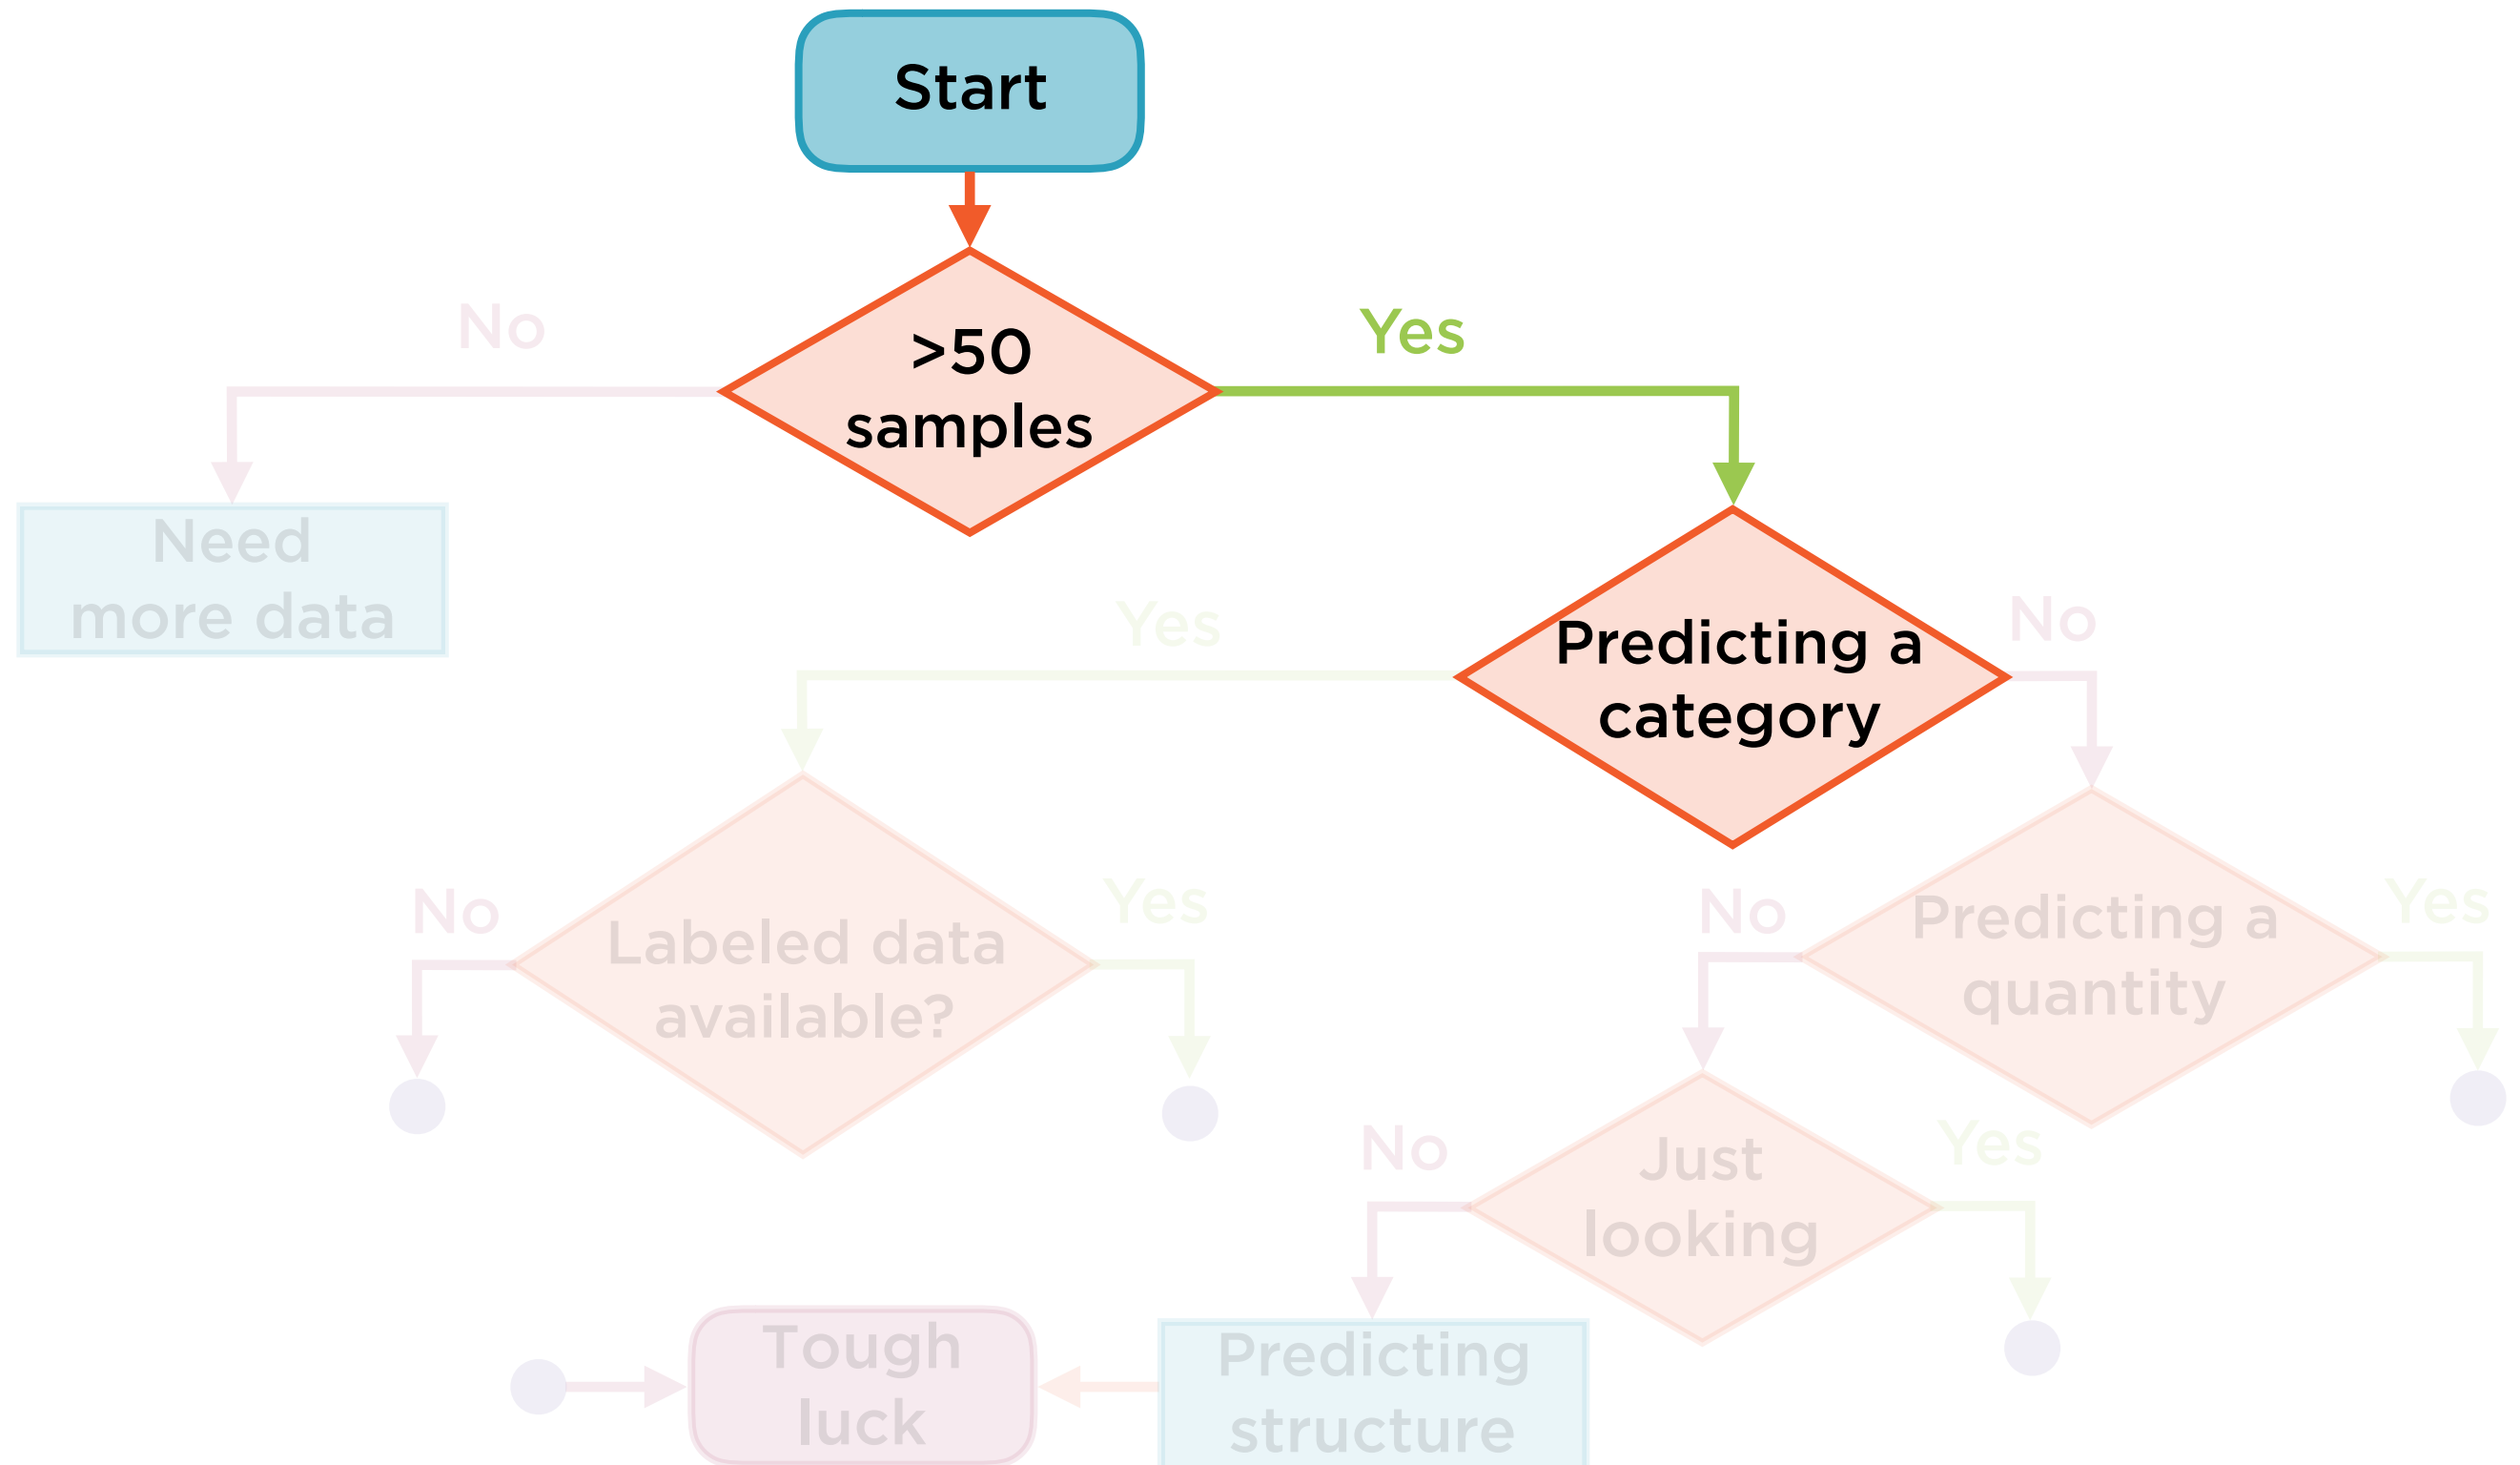 Start
No
Yes
>50
samples
Need
more data
Yes
No
Predicting a
category
No
Yes
Labeled data
available?
No
Yes
Predicting a
quantity
No
Yes
Just
looking
Tough
luck
Predicting
structure